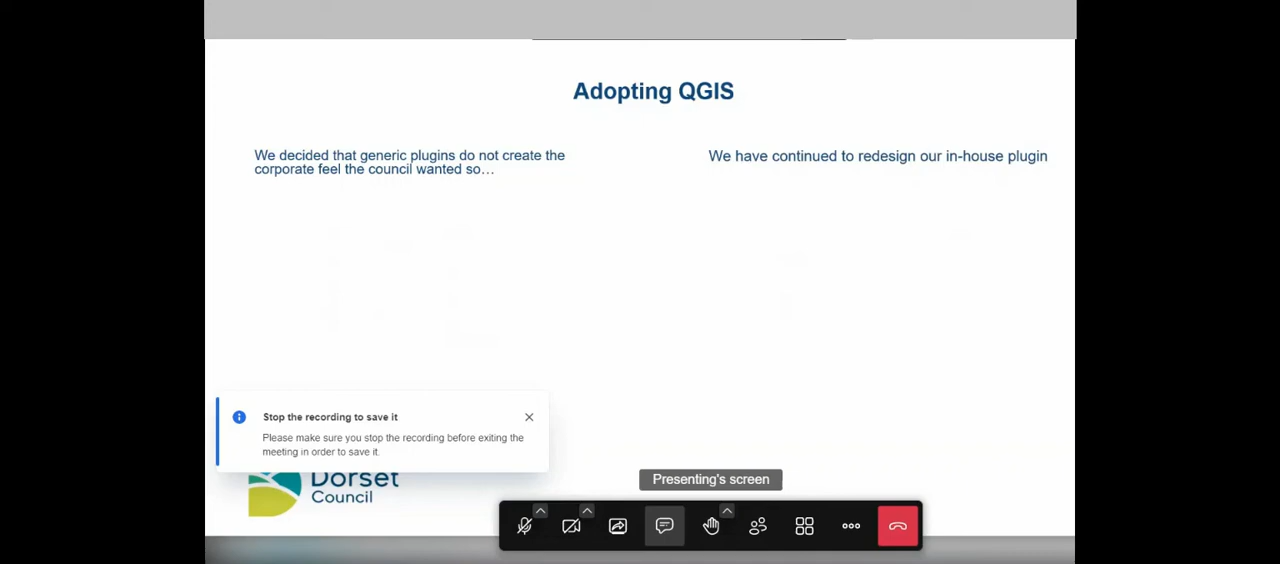 Adopting QGIS
We decided that generic plugins do not create the
corporate feel the council wanted so…
We have continued to redesign our in-house plugin
Stop the recording to save it
Please make sure you stop the recording before exiting the
meeting in order to save it.
Dorset
Council
Presenting's screen